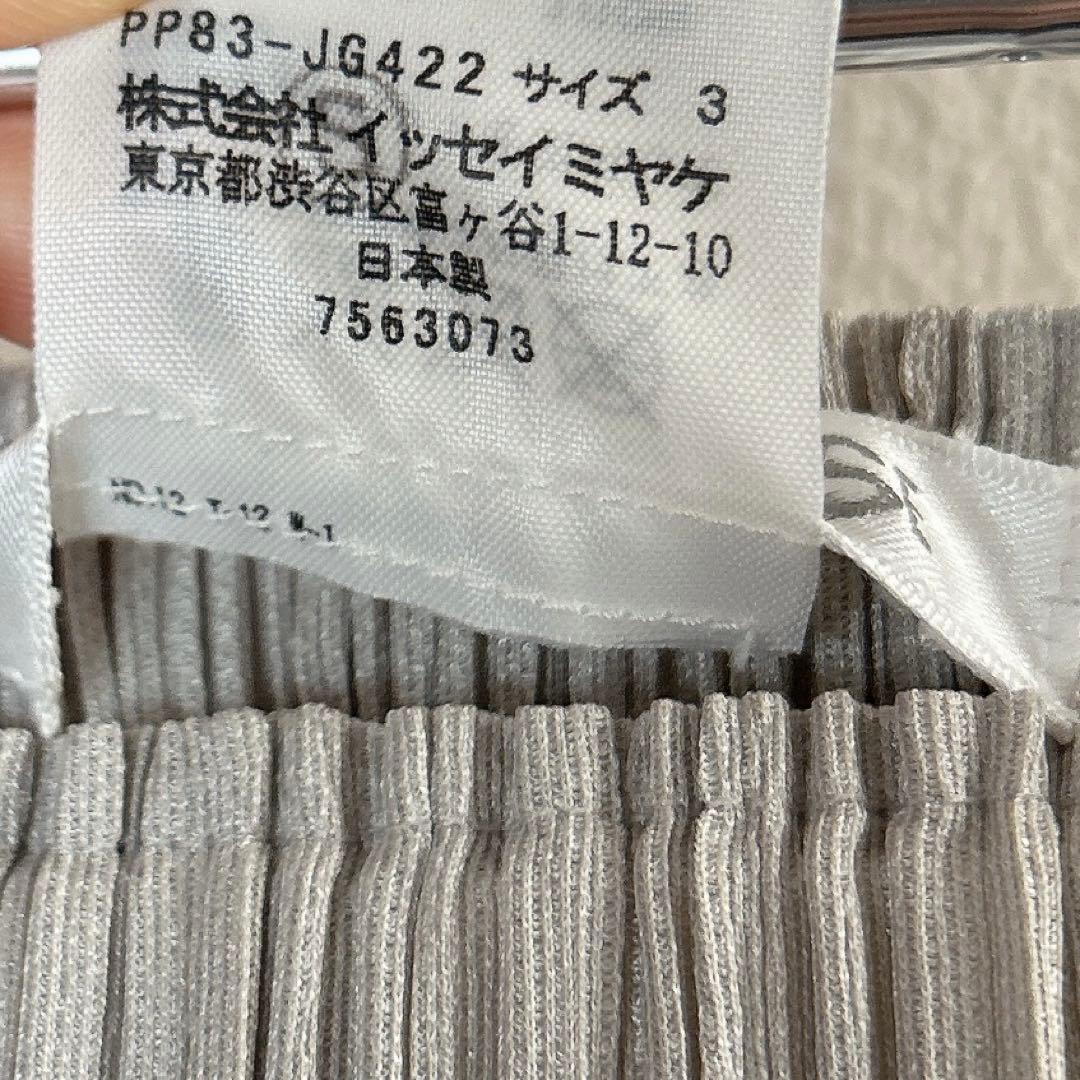 PP83-JG422 サイズ 3
株式会社 イッセイミヤケ
東京都渋谷区富ヶ谷1-12-10
日本製
7563073